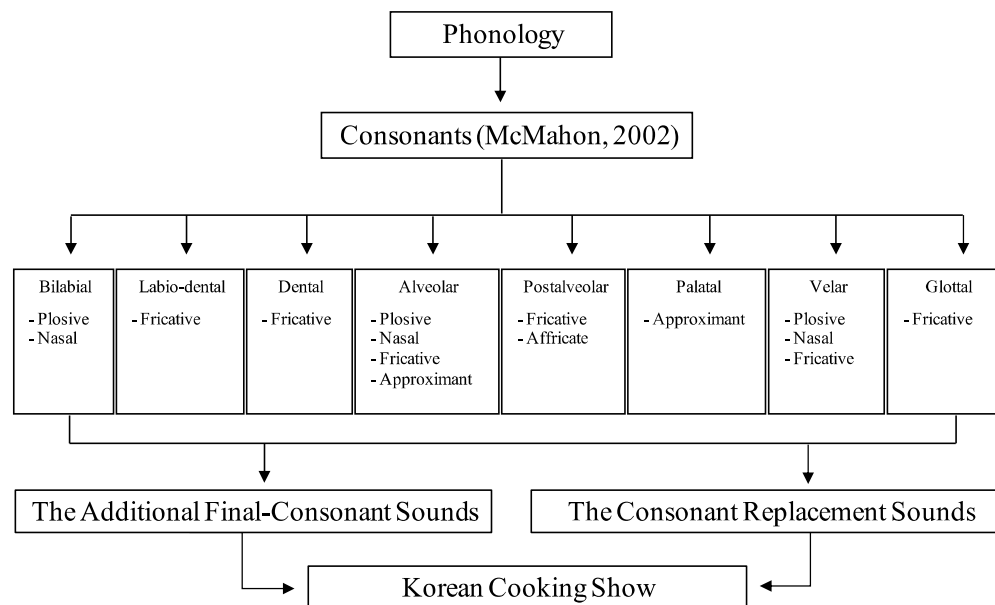 Phonology
Consonants (McMahon, 2002)
Bilabial
- Plosive
- Nasal
Labio-dental
- Fricative
Dental
- Fricative
Alveolar
- Plosive
- Nasal
- Fricative
- Approximant
Postalveolar
- Fricative
- Affricate
Palatal
- Approximant
Velar
- Plosive
- Nasal
- Fricative
Glottal
- Fricative
The Additional Final-Consonant Sounds
The Consonant Replacement Sounds
Korean Cooking Show